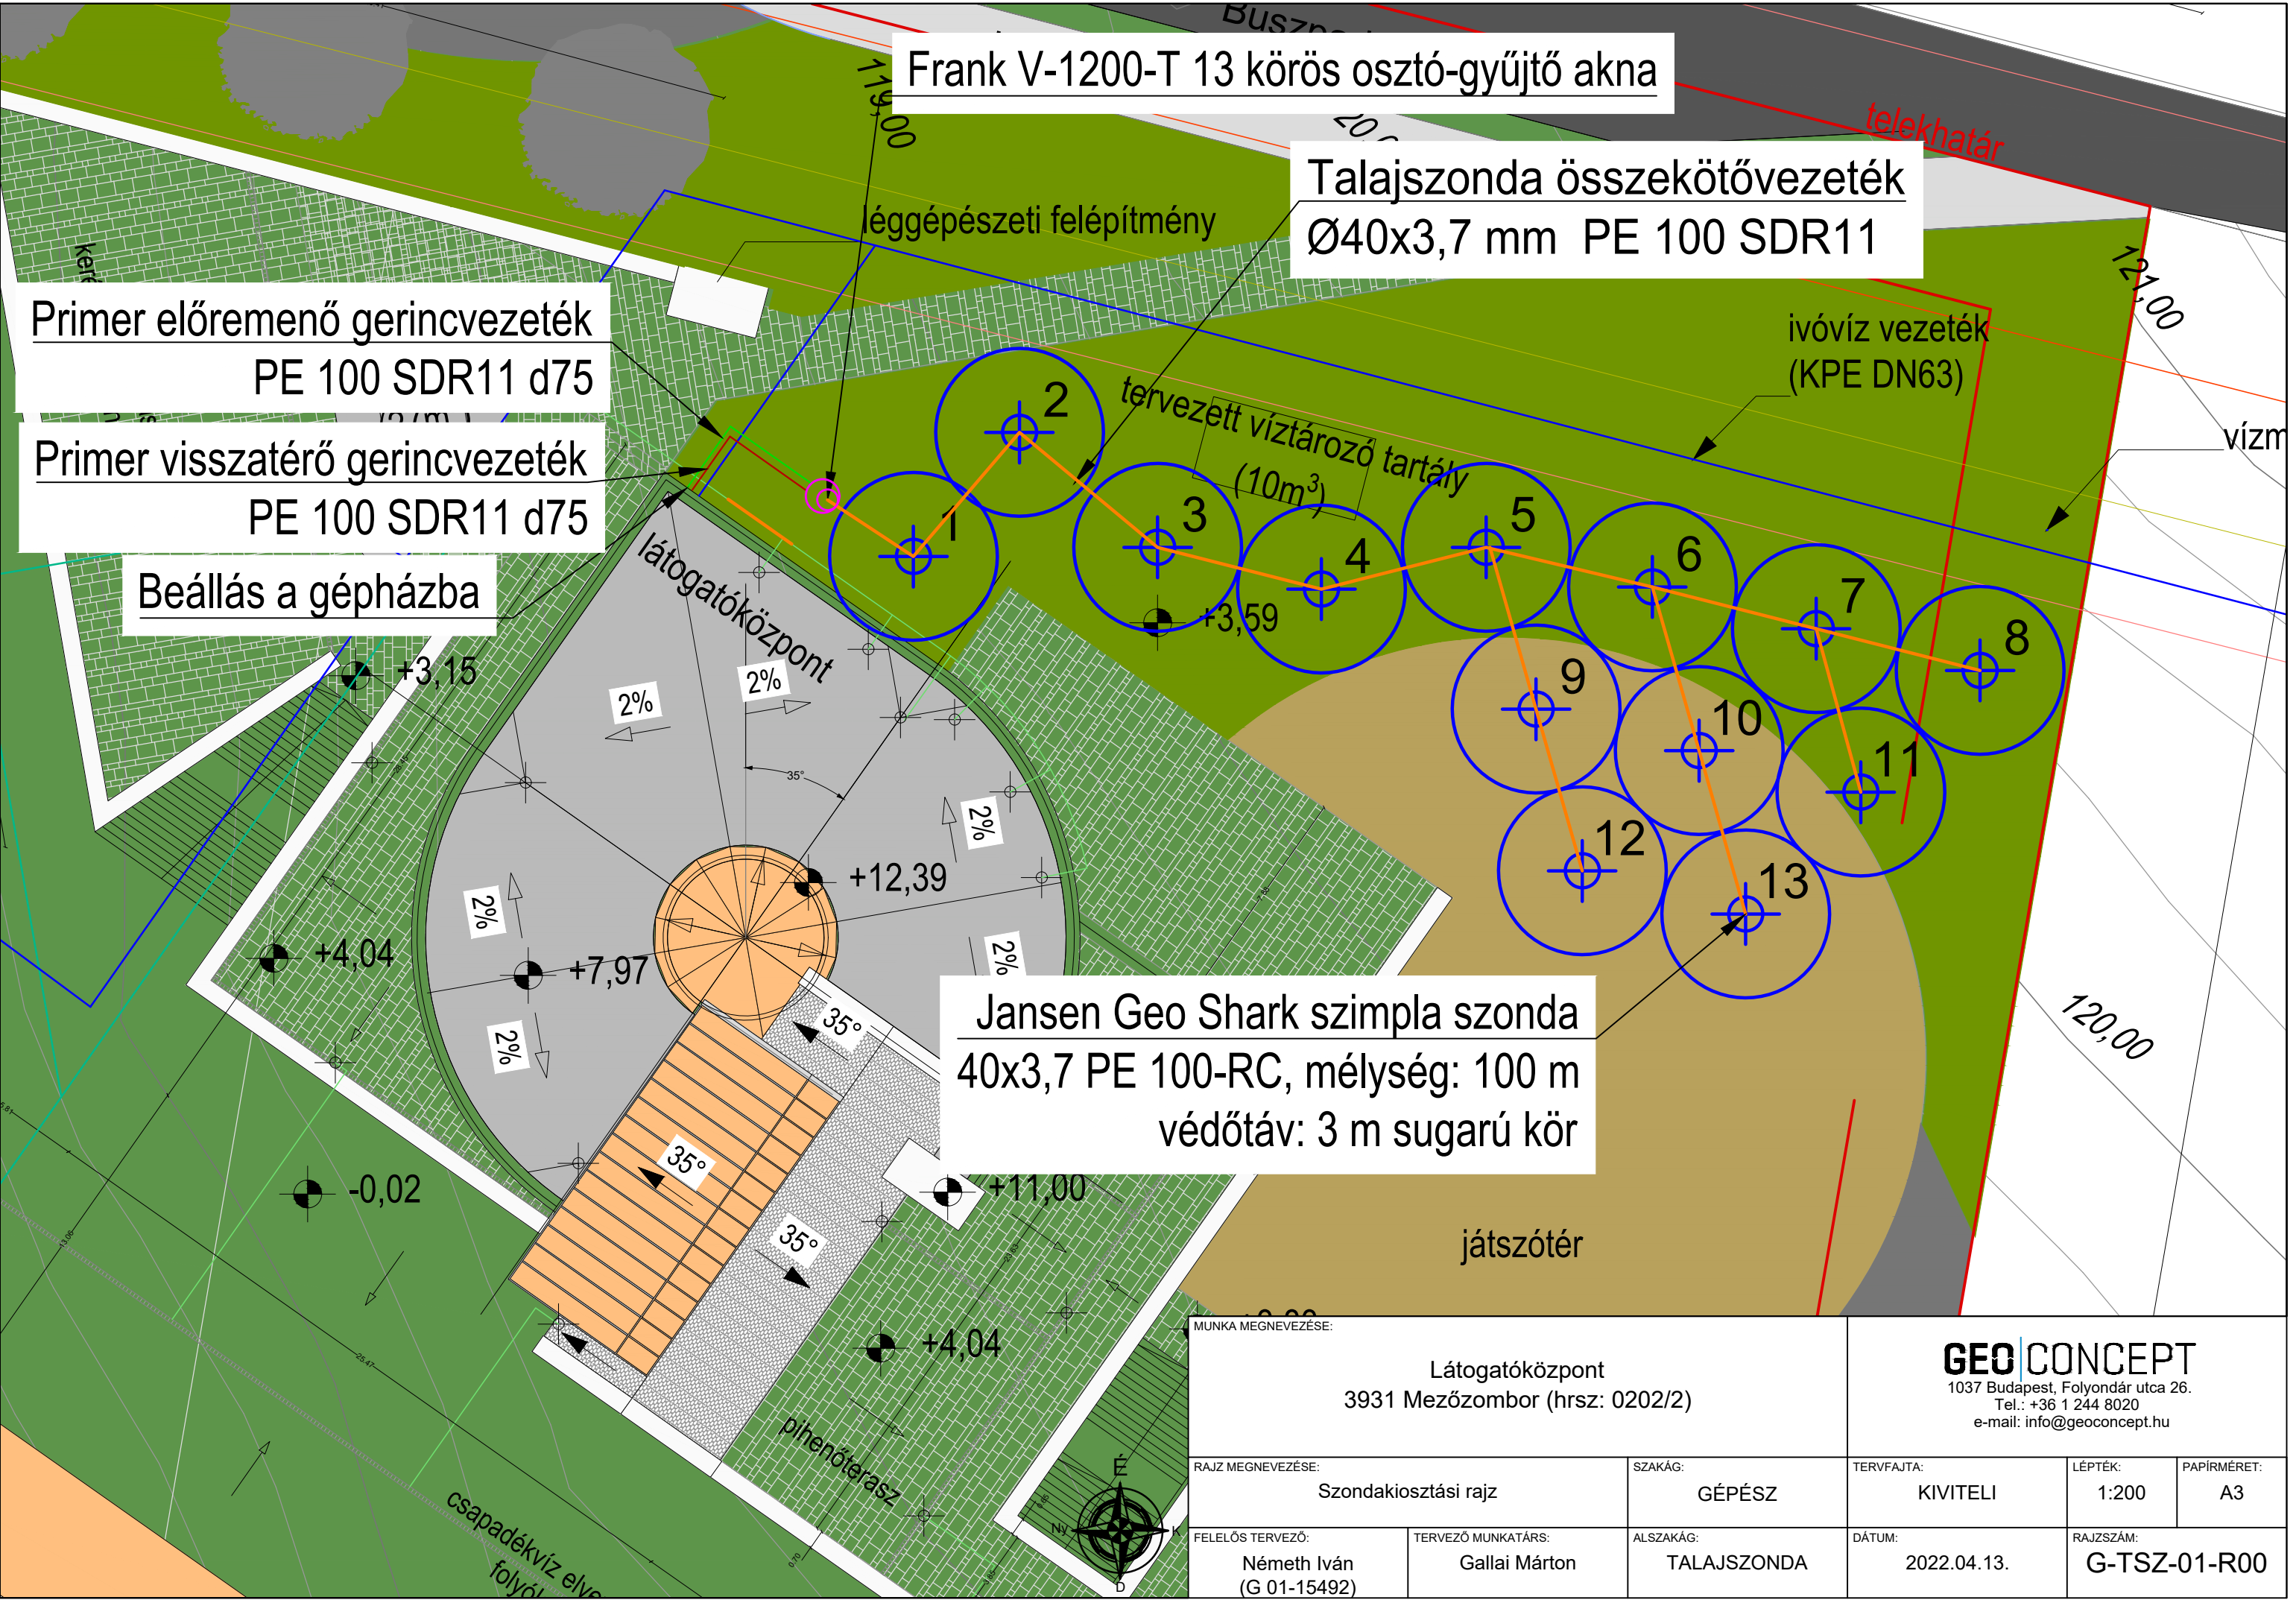 Frank V-1200-T 13 körös osztó-gyűjtő akna
119,00
telekhatár
Talajszonda összekötővezeték
Ø40x3,7 mm PE 100 SDR11
léggépészeti felépítmény
121,00
Primer előremenő gerincvezeték
PE 100 SDR11 d75
ivóvíz vezeték
(KPE DN63)
Primer visszatérő gerincvezeték
PE 100 SDR11 d75
tervezett víztározó tartály
(10m³)
Beállás a gépházba
látogatóközpont
1
2
3
4
5
6
7
8
9
10
11
12
13
+3,59
+3,15
2%
2%
35°
2%
+12,39
2%
+4,04
+7,97
2%
2%
Jansen Geo Shark szimpla szonda
40x3,7 PE 100-RC, mélység: 100 m
védőtáv: 3 m sugarú kör
120,00
35°
35°
35°
-0,02
+11,00
játszótér
+4,04
pihenőterasz
25,47
É
Ny
K
D
MUNKA MEGNEVEZÉSE:
Látogatóközpont
3931 Mezőzombor (hrsz: 0202/2)
GEO CONCEPT
1037 Budapest, Folyondár utca 26.
Tel.: +36 1 244 8020
e-mail: info@geoconcept.hu
RAJZ MEGNEVEZÉSE:
Szondakiosztási rajz
SZAKÁG:
GÉPÉSZ
TERVFAJTA:
KIVITELI
LÉPTÉK:
1:200
PAPÍRMÉRET:
A3
FELELŐS TERVEZŐ:
Németh Iván
(G 01-15492)
TERVEZŐ MUNKATÁRS:
Gallai Márton
ALSZAKÁG:
TALAJSZONDA
DÁTUM:
2022.04.13.
RAJZSZÁM:
G-TSZ-01-R00
csapadékvíz